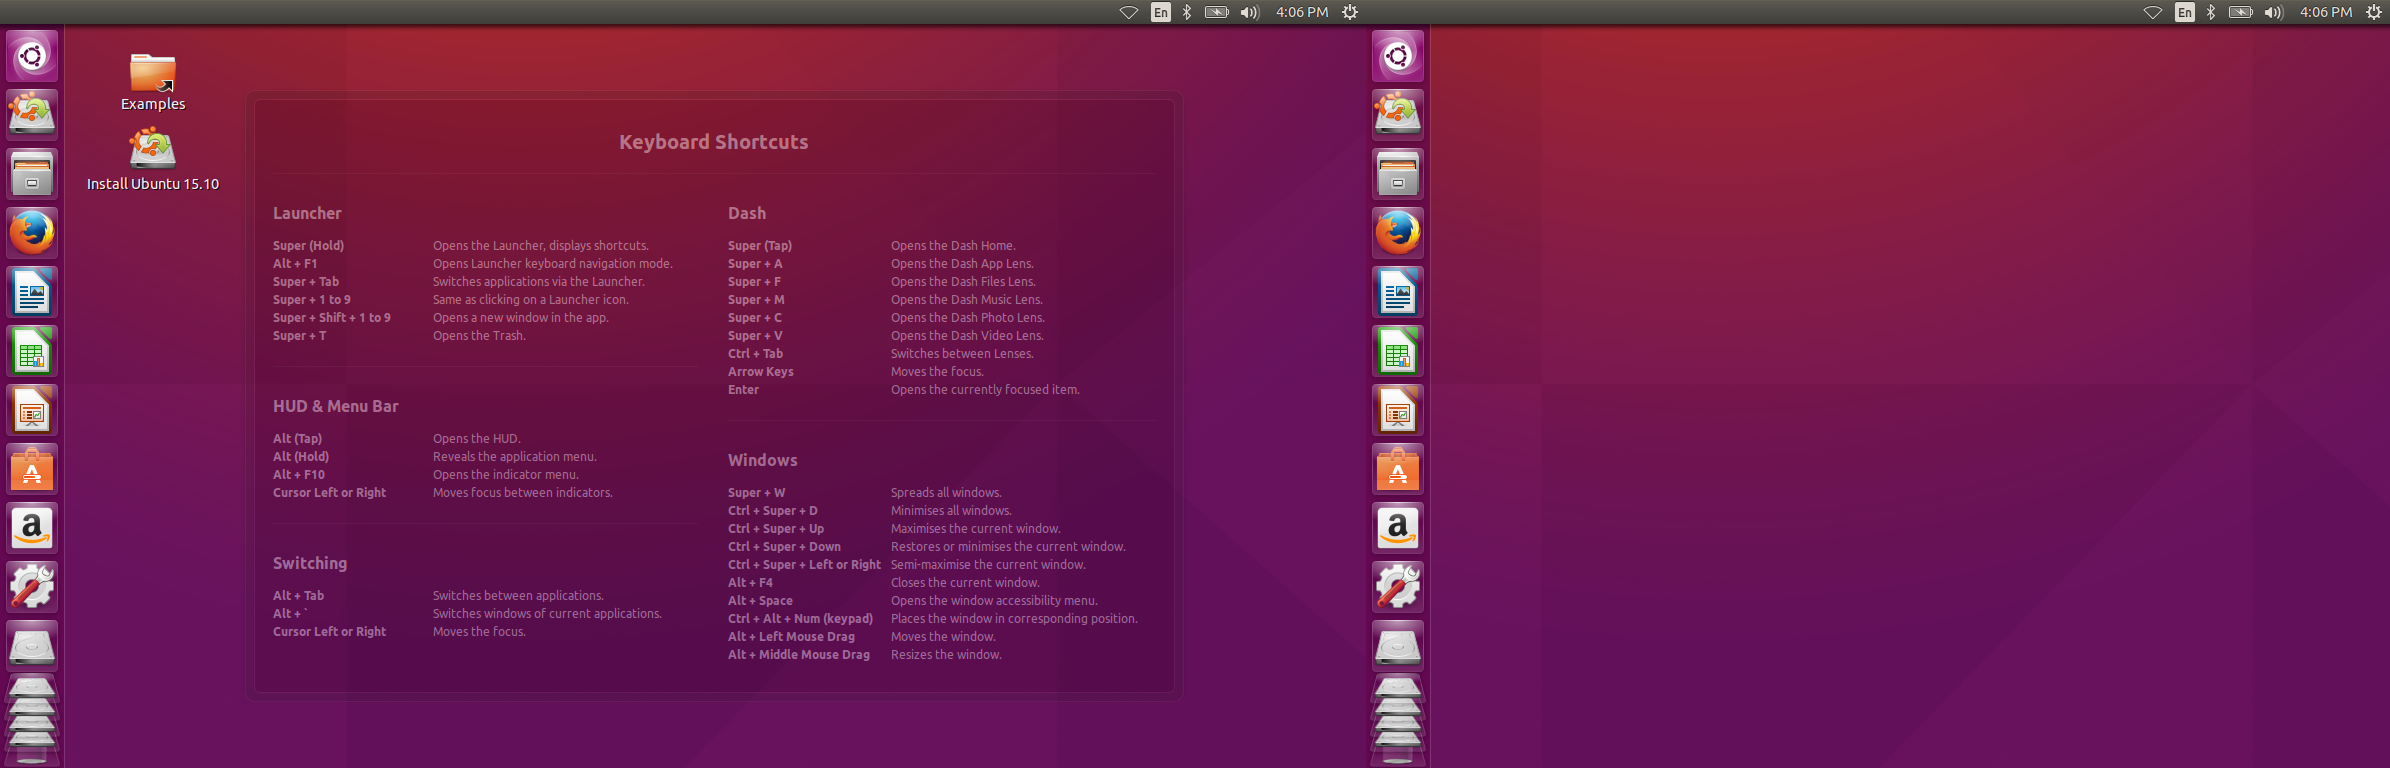 En 4:06 PM
En 4:06 PM
Examples
Install Ubuntu 15.10
Keyboard Shortcuts
Launcher
Super (Hold) Opens the Launcher, displays shortcuts.
Alt + F1 Opens Launcher keyboard navigation mode.
Super + Tab Switches applications via the Launcher.
Super + 1 to 9 Same as clicking on a Launcher icon.
Super + Shift + 1 to 9 Opens a new window in the app.
Super + T Opens the Trash.
HUD & Menu Bar
Alt (Tap) Opens the HUD.
Alt (Hold) Reveals the application menu.
Alt + F10 Opens the indicator menu.
Cursor Left or Right Moves focus between indicators.
Switching
Alt + Tab Switches between applications.
Alt + ` Switches windows of current applications.
Cursor Left or Right Moves the focus.
Dash
Super (Tap) Opens the Dash Home.
Super + A Opens the Dash App Lens.
Super + F Opens the Dash Files Lens.
Super + M Opens the Dash Music Lens.
Super + C Opens the Dash Photo Lens.
Super + V Opens the Dash Video Lens.
Ctrl + Tab Switches between Lenses.
Arrow Keys Moves the focus.
Enter Opens the currently focused item.
Windows
Super + W Spreads all windows.
Ctrl + Super + D Minimises all windows.
Ctrl + Super + Up Maximises the current window.
Ctrl + Super + Down Restores or minimises the current window.
Ctrl + Super + Left or Right Semi-maximise the current window.
Alt + F4 Closes the current window.
Alt + Space Opens the window accessibility menu.
Ctrl + Alt + Num (keypad) Places the window in corresponding position.
Alt + Left Mouse Drag Moves the window.
Alt + Middle Mouse Drag Resizes the window.